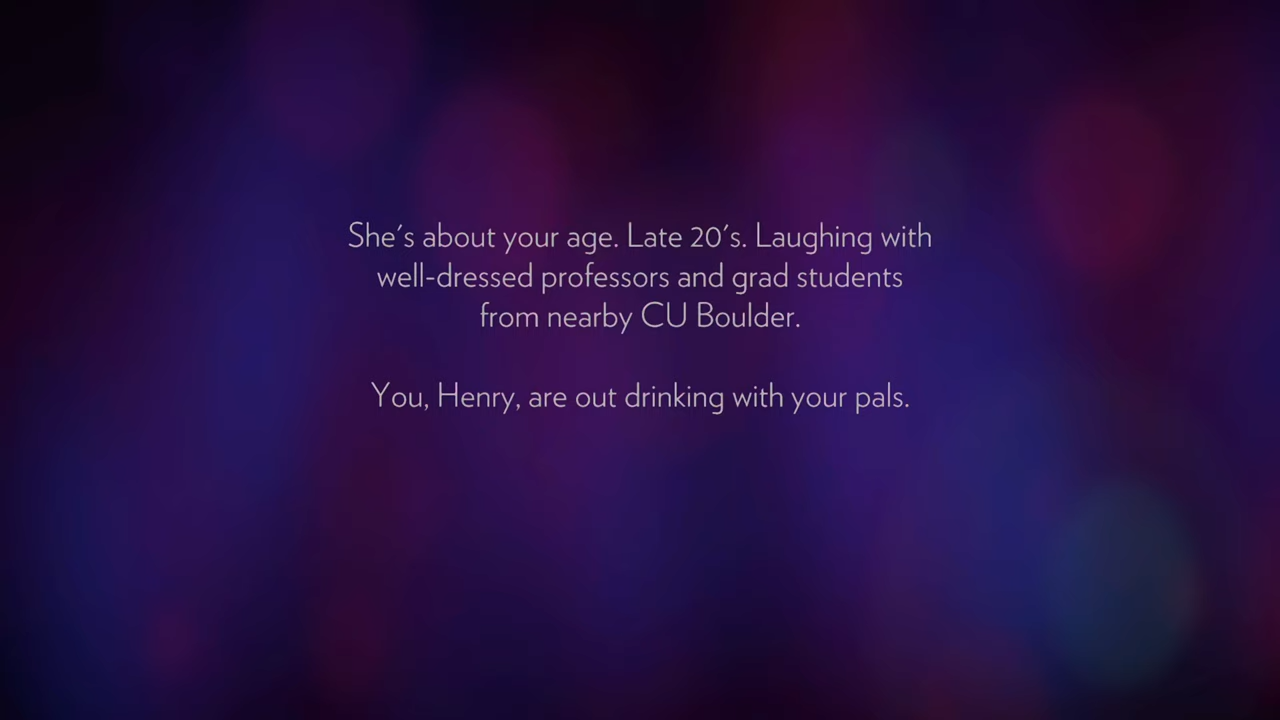 She's about your age. Late 20's. Laughing with
well-dressed professors and grad students
from nearby CU Boulder.
You, Henry, are out drinking with your pals.